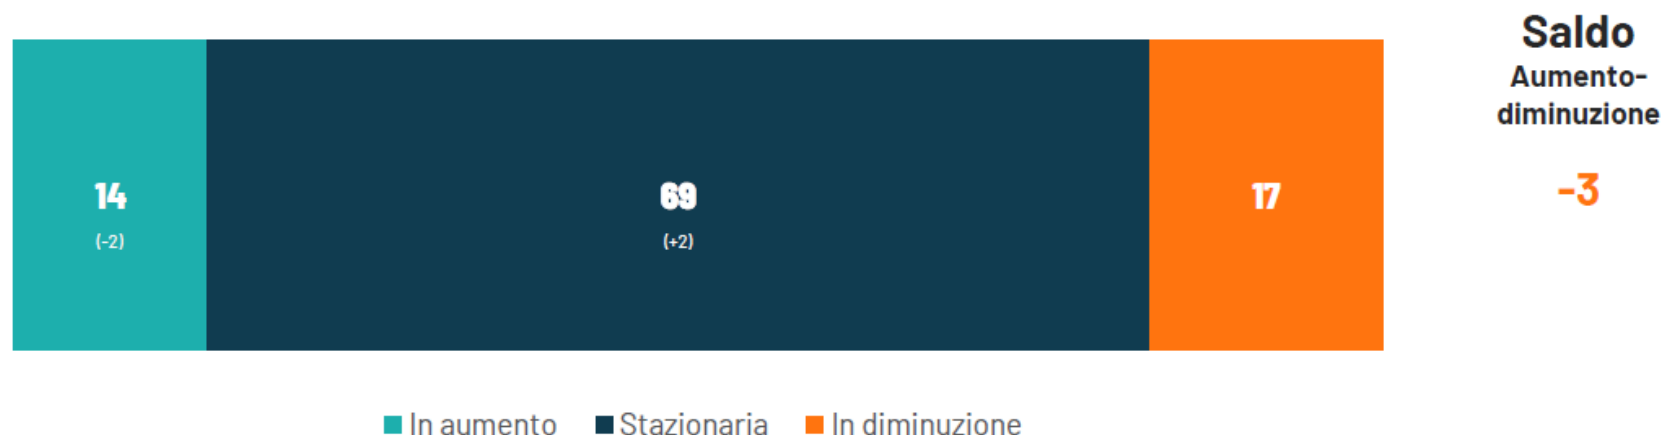 Saldo
Aumento-
diminuzione
14
69
17
-3
(-2)
(+2)
In aumento
Stazionaria
In diminuzione